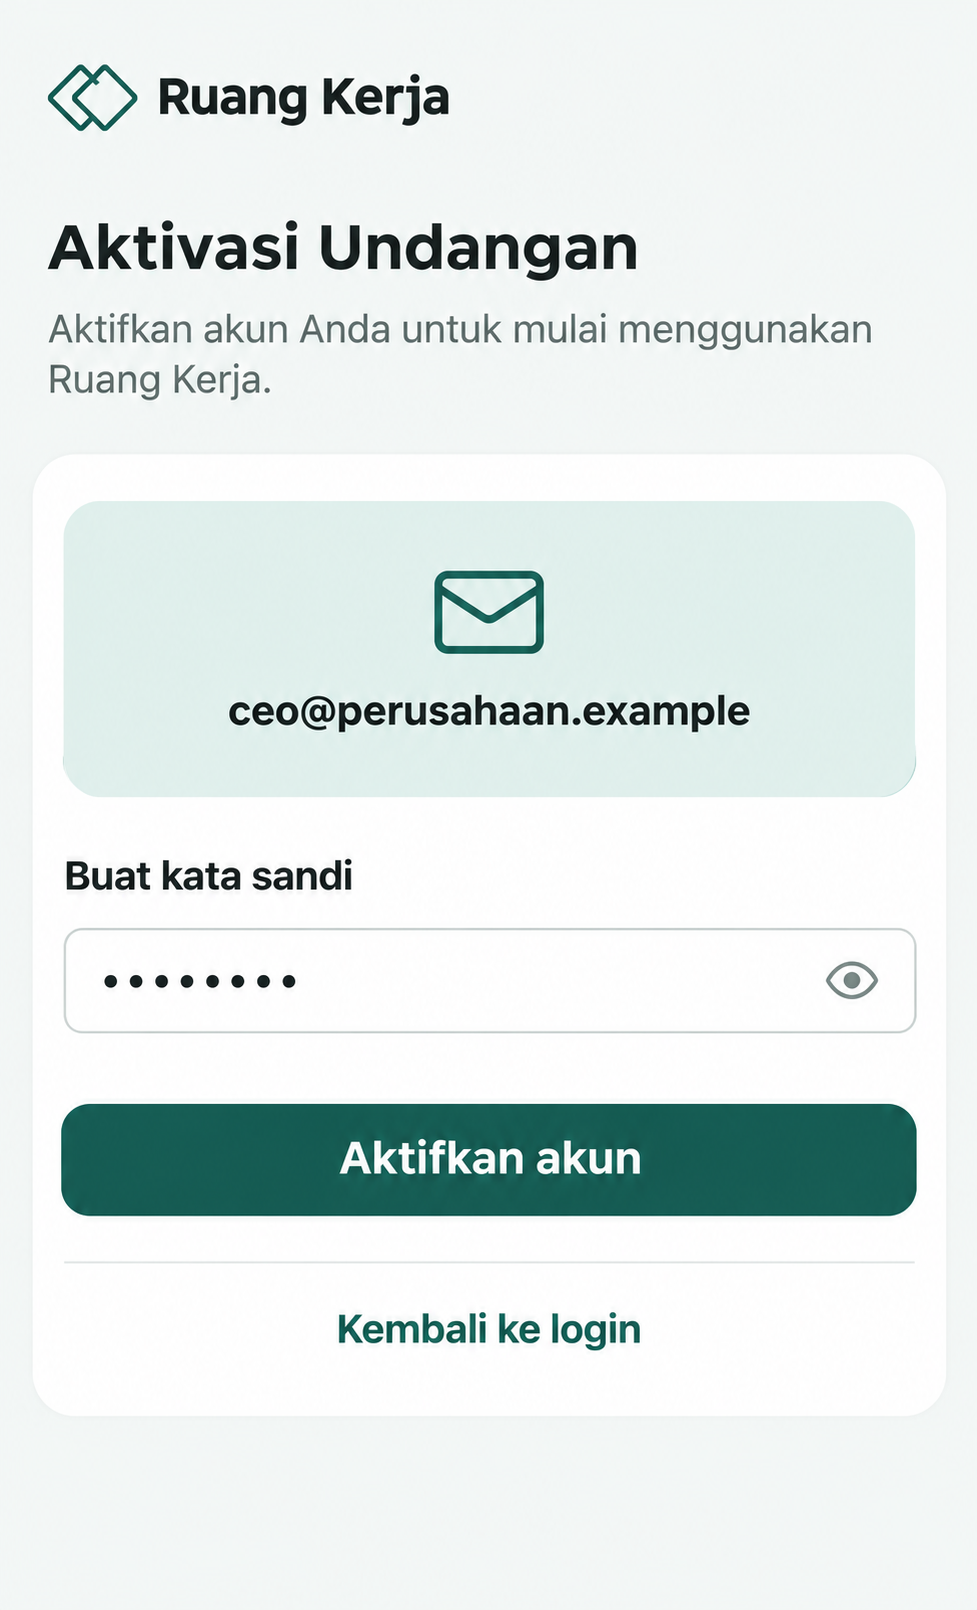 Ruang Kerja
Aktivasi Undangan
Aktifkan akun Anda untuk mulai menggunakan
Ruang Kerja.
ceo@perusahaan.example
Buat kata sandi
••••••••
Aktifkan akun
Kembali ke login